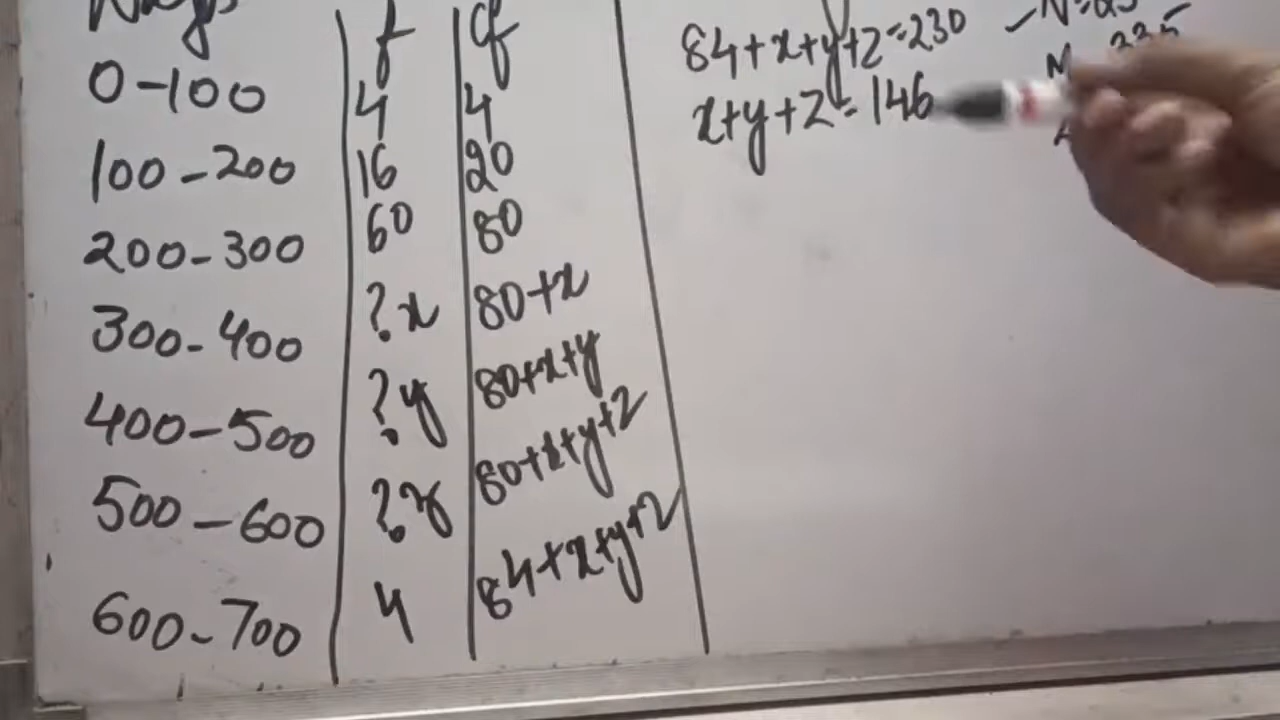 Wages f cf
0-100 4 4
100-200 16 20
200-300 60 80
300-400 ?x 80+x
400-500 ?y 80+x+y
500-600 ?z 80+x+y+z
600-700 4 84+x+y+z
84+x+y+z=230
x+y+z=146